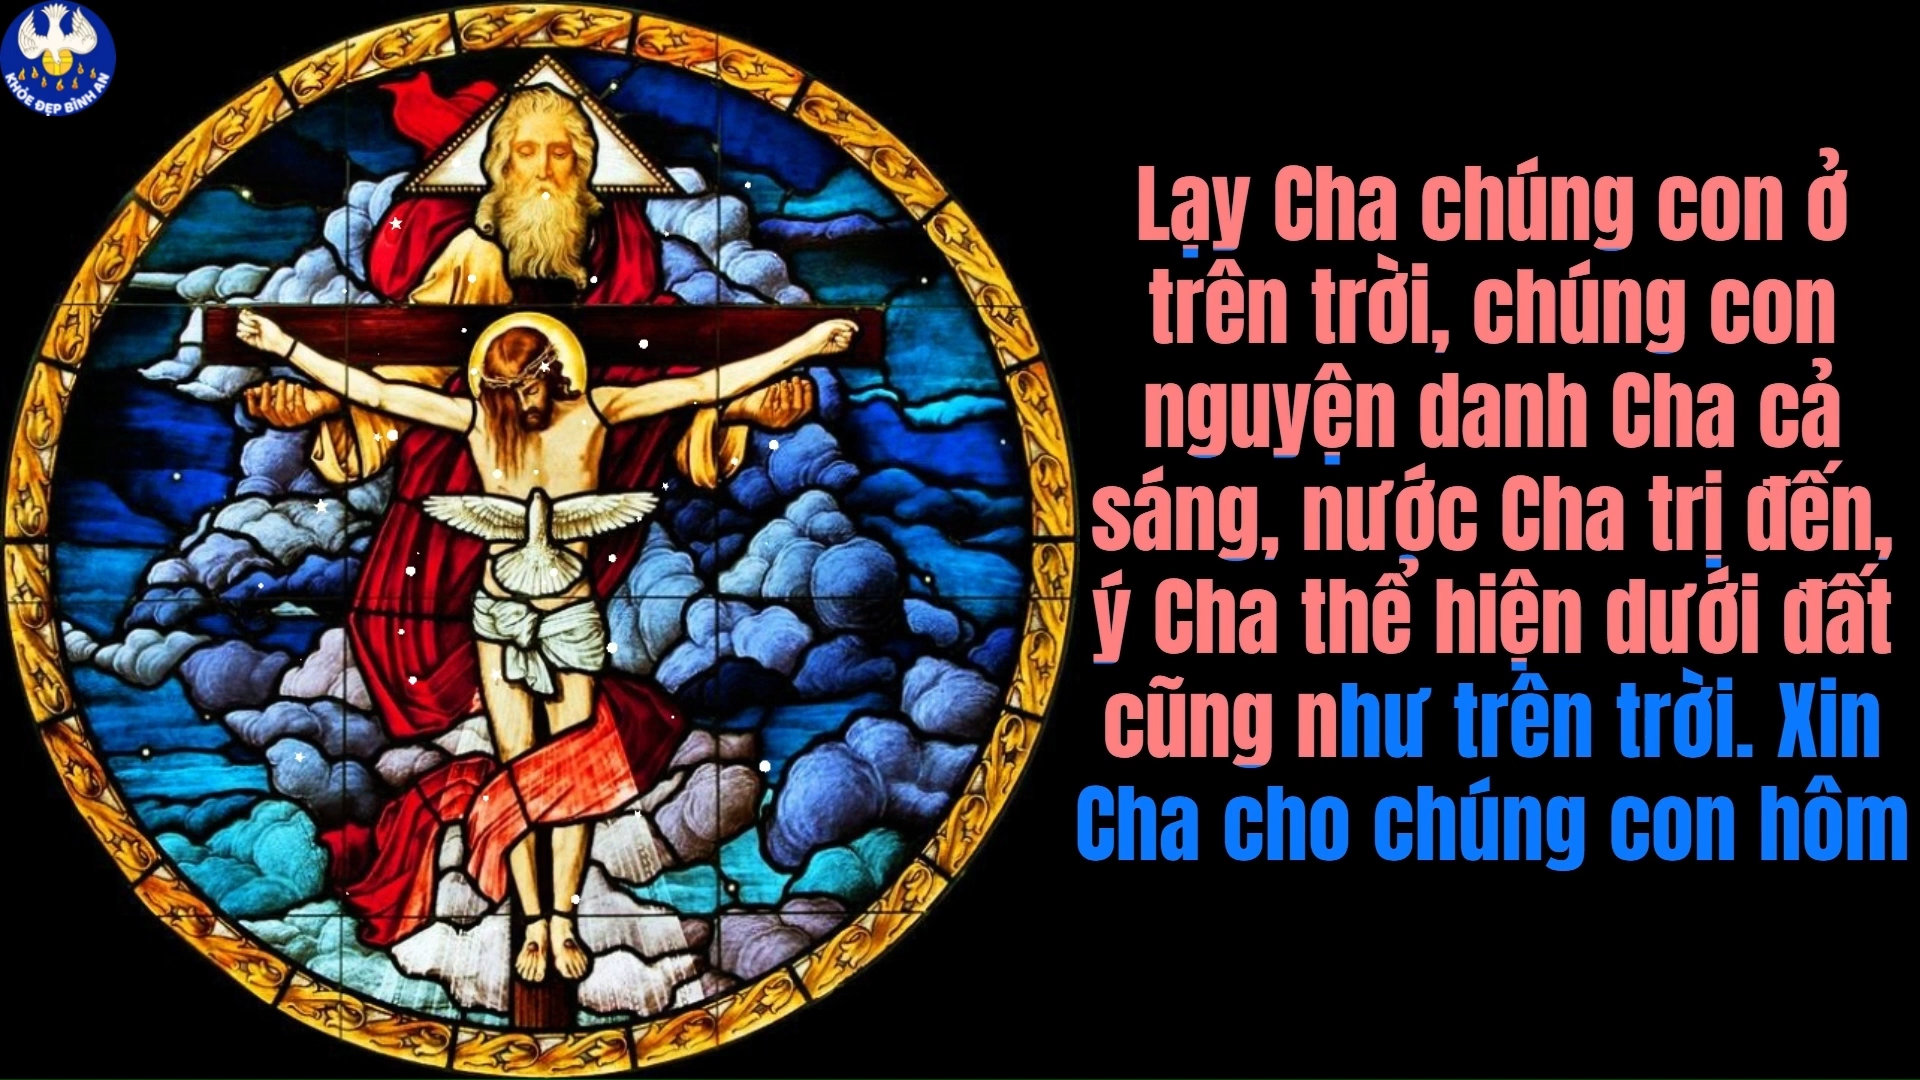 KHỎE ĐẸP BÌNH AN
Lạy Cha chúng con ở
trên trời, chúng con
nguyện danh Cha cả
sáng, nước Cha trị đến,
ý Cha thể hiện dưới đất
cũng như trên trời. Xin
Cha cho chúng con hôm